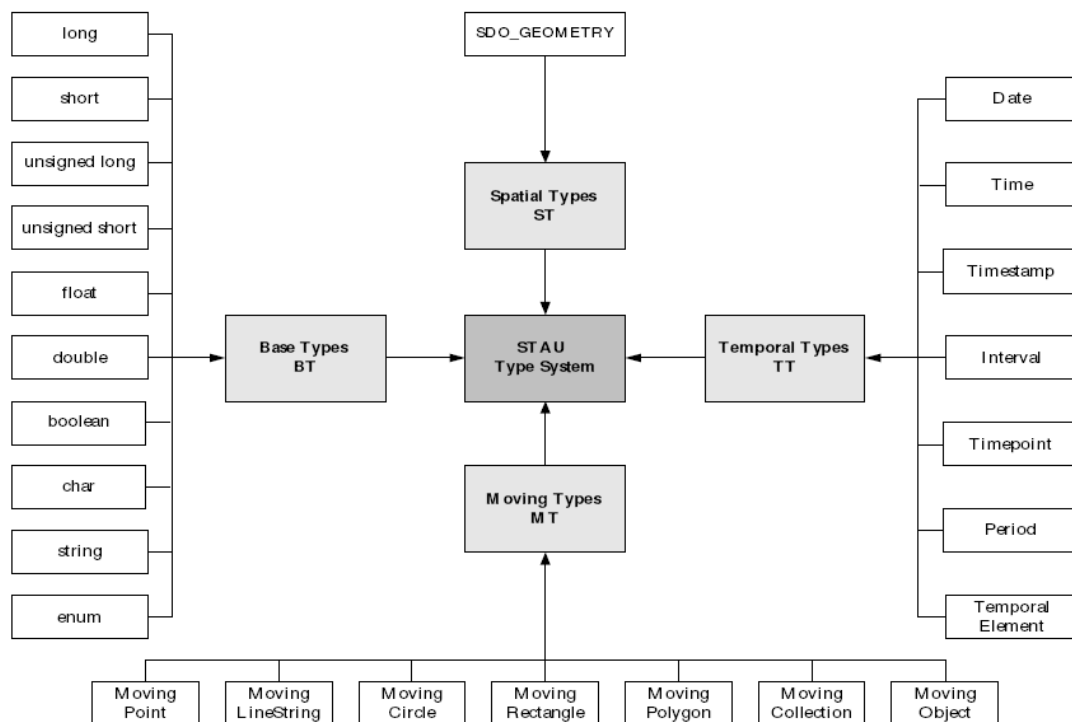 long
short
unsigned long
unsigned short
float
double
boolean
char
string
enum
SDO_GEOMETRY
Spatial Types
ST
Base Types
BT
STAU
Type System
Temporal Types
TT
Moving Types
MT
Date
Time
Timestamp
Interval
Timepoint
Period
Temporal
Element
Moving
Point
Moving
LineString
Moving
Circle
Moving
Rectangle
Moving
Polygon
Moving
Collection
Moving
Object